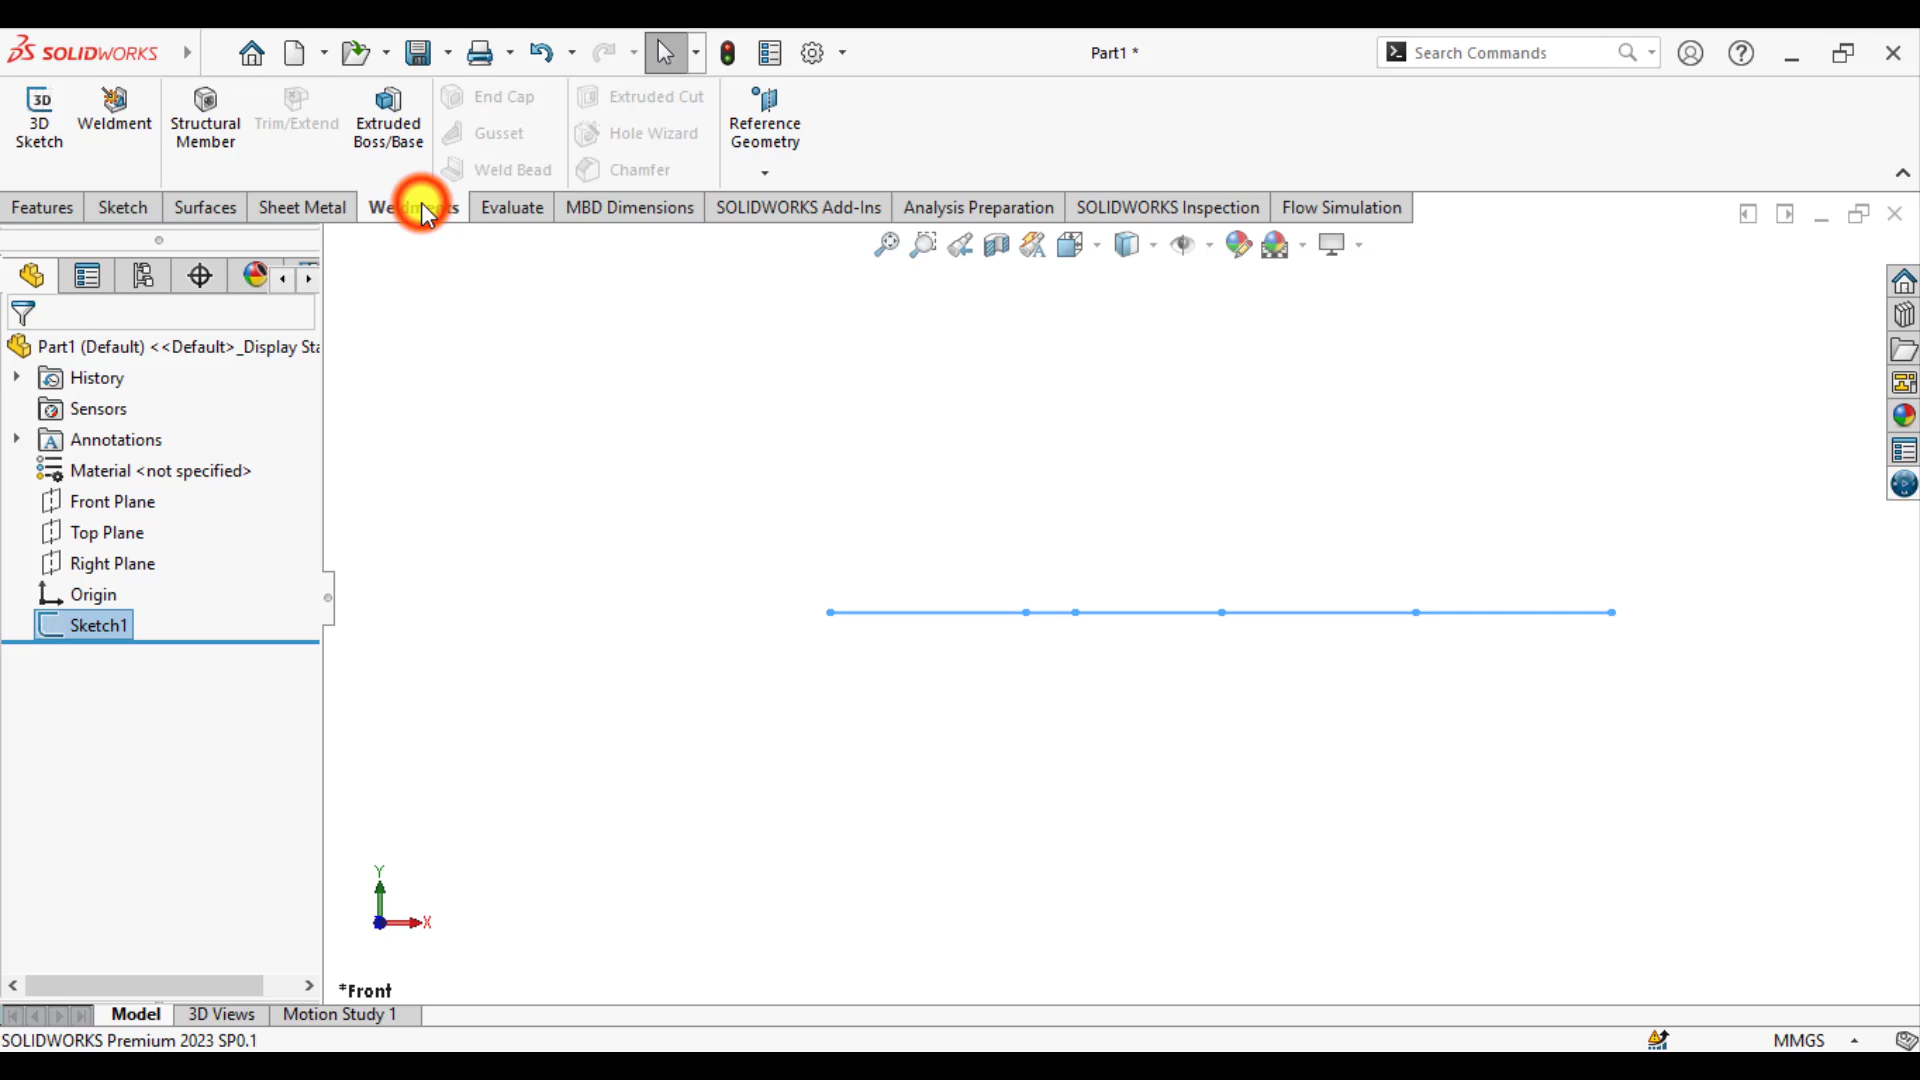 SOLIDWORKS
Part1 *
Search Commands
3D Sketch
Weldment
Structural Member
Trim/Extend
Extruded Boss/Base
End Cap
Gusset
Weld Bead
Extruded Cut
Hole Wizard
Chamfer
Reference Geometry
Features
Sketch
Surfaces
Sheet Metal
Weldments
Evaluate
MBD Dimensions
SOLIDWORKS Add-Ins
Analysis Preparation
SOLIDWORKS Inspection
Flow Simulation
Part1 (Default) <<Default>_Display Sta
History
Sensors
Annotations
Material <not specified>
Front Plane
Top Plane
Right Plane
Origin
Sketch1
Y
X
*Front
Model
3D Views
Motion Study 1
SOLIDWORKS Premium 2023 SP0.1
MMGS